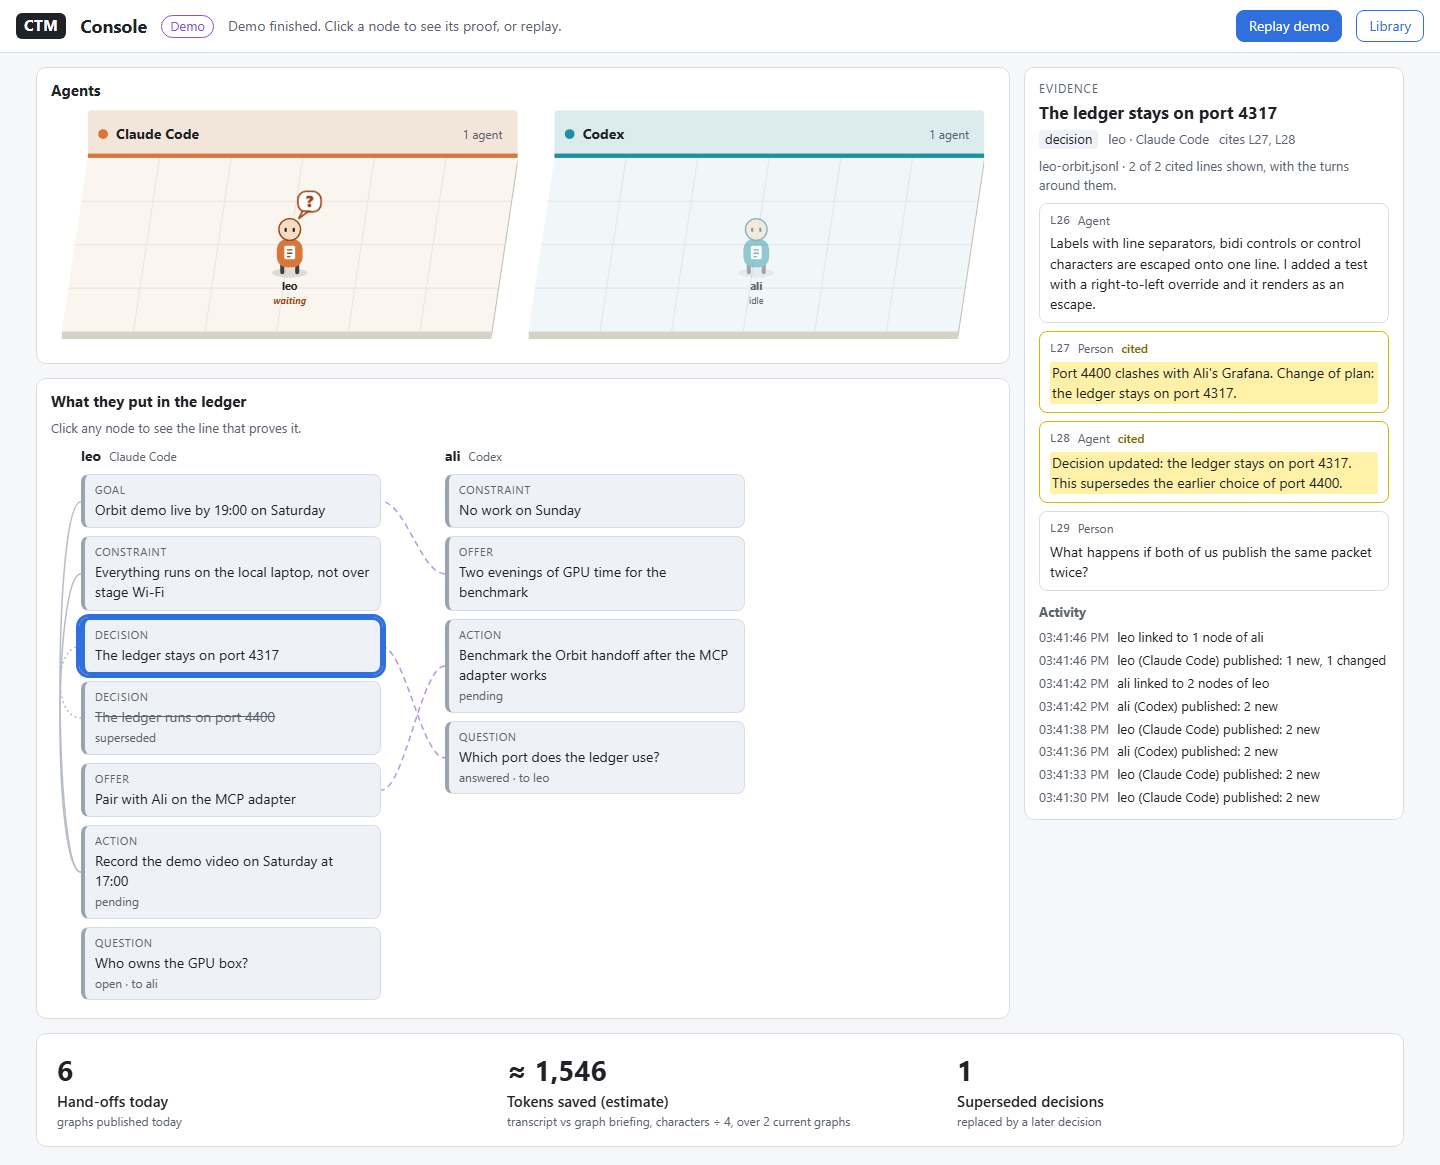 CTM Console Demo Demo finished. Click a node to see its proof, or replay. Replay demo Library
Agents
Claude Code 1 agent
?
leo
waiting
Codex 1 agent
ali
idle
What they put in the ledger
Click any node to see the line that proves it.
leo Claude Code
GOAL
Orbit demo live by 19:00 on Saturday
CONSTRAINT
Everything runs on the local laptop, not over
stage Wi-Fi
DECISION
The ledger stays on port 4317
DECISION
The ledger runs on port 4400
superseded
OFFER
Pair with Ali on the MCP adapter
ACTION
Record the demo video on Saturday at
17:00
pending
QUESTION
Who owns the GPU box?
open · to ali
ali Codex
CONSTRAINT
No work on Sunday
OFFER
Two evenings of GPU time for the
benchmark
ACTION
Benchmark the Orbit handoff after the MCP
adapter works
pending
QUESTION
Which port does the ledger use?
answered · to leo
EVIDENCE
The ledger stays on port 4317
decision leo · Claude Code cites L27, L28
leo-orbit.jsonl · 2 of 2 cited lines shown, with the turns
around them.
L26 Agent
Labels with line separators, bidi controls or control
characters are escaped onto one line. I added a test
with a right-to-left override and it renders as an
escape.
L27 Person cited
Port 4400 clashes with Ali's Grafana. Change of plan:
the ledger stays on port 4317.
L28 Agent cited
Decision updated: the ledger stays on port 4317.
This supersedes the earlier choice of port 4400.
L29 Person
What happens if both of us publish the same packet
twice?
Activity
03:41:46 PM leo linked to 1 node of ali
03:41:46 PM leo (Claude Code) published: 1 new, 1 changed
03:41:42 PM ali linked to 2 nodes of leo
03:41:42 PM ali (Codex) published: 2 new
03:41:38 PM leo (Claude Code) published: 2 new
03:41:36 PM ali (Codex) published: 2 new
03:41:33 PM leo (Claude Code) published: 2 new
03:41:30 PM leo (Claude Code) published: 2 new
6
Hand-offs today
graphs published today
≈ 1,546
Tokens saved (estimate)
transcript vs graph briefing, characters ÷ 4, over 2 current graphs
1
Superseded decisions
replaced by a later decision